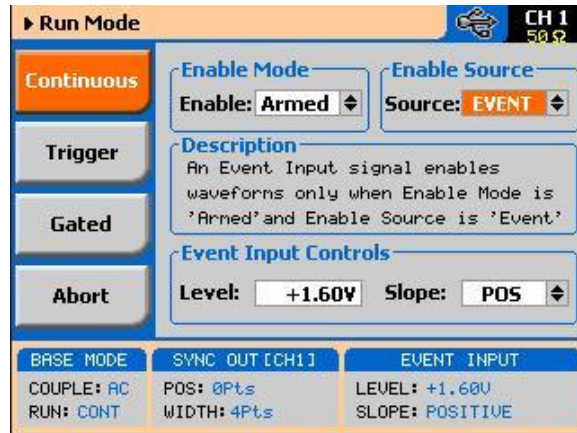 ▸ Run Mode
CH 1
50 Ω
Continuous
Trigger
Gated
Abort
Enable Mode
Enable: Armed
Enable Source
Source: EVENT
Description
An Event Input signal enables
waveforms only when Enable Mode is
'Armed'and Enable Source is 'Event'
Event Input Controls
Level: +1.60V Slope: POS
BASE MODE
COUPLE: AC
RUN: CONT
SYNC OUT [CH1]
POS: 0Pts
WIDTH: 4Pts
EVENT INPUT
LEVEL: +1.60V
SLOPE: POSITIVE